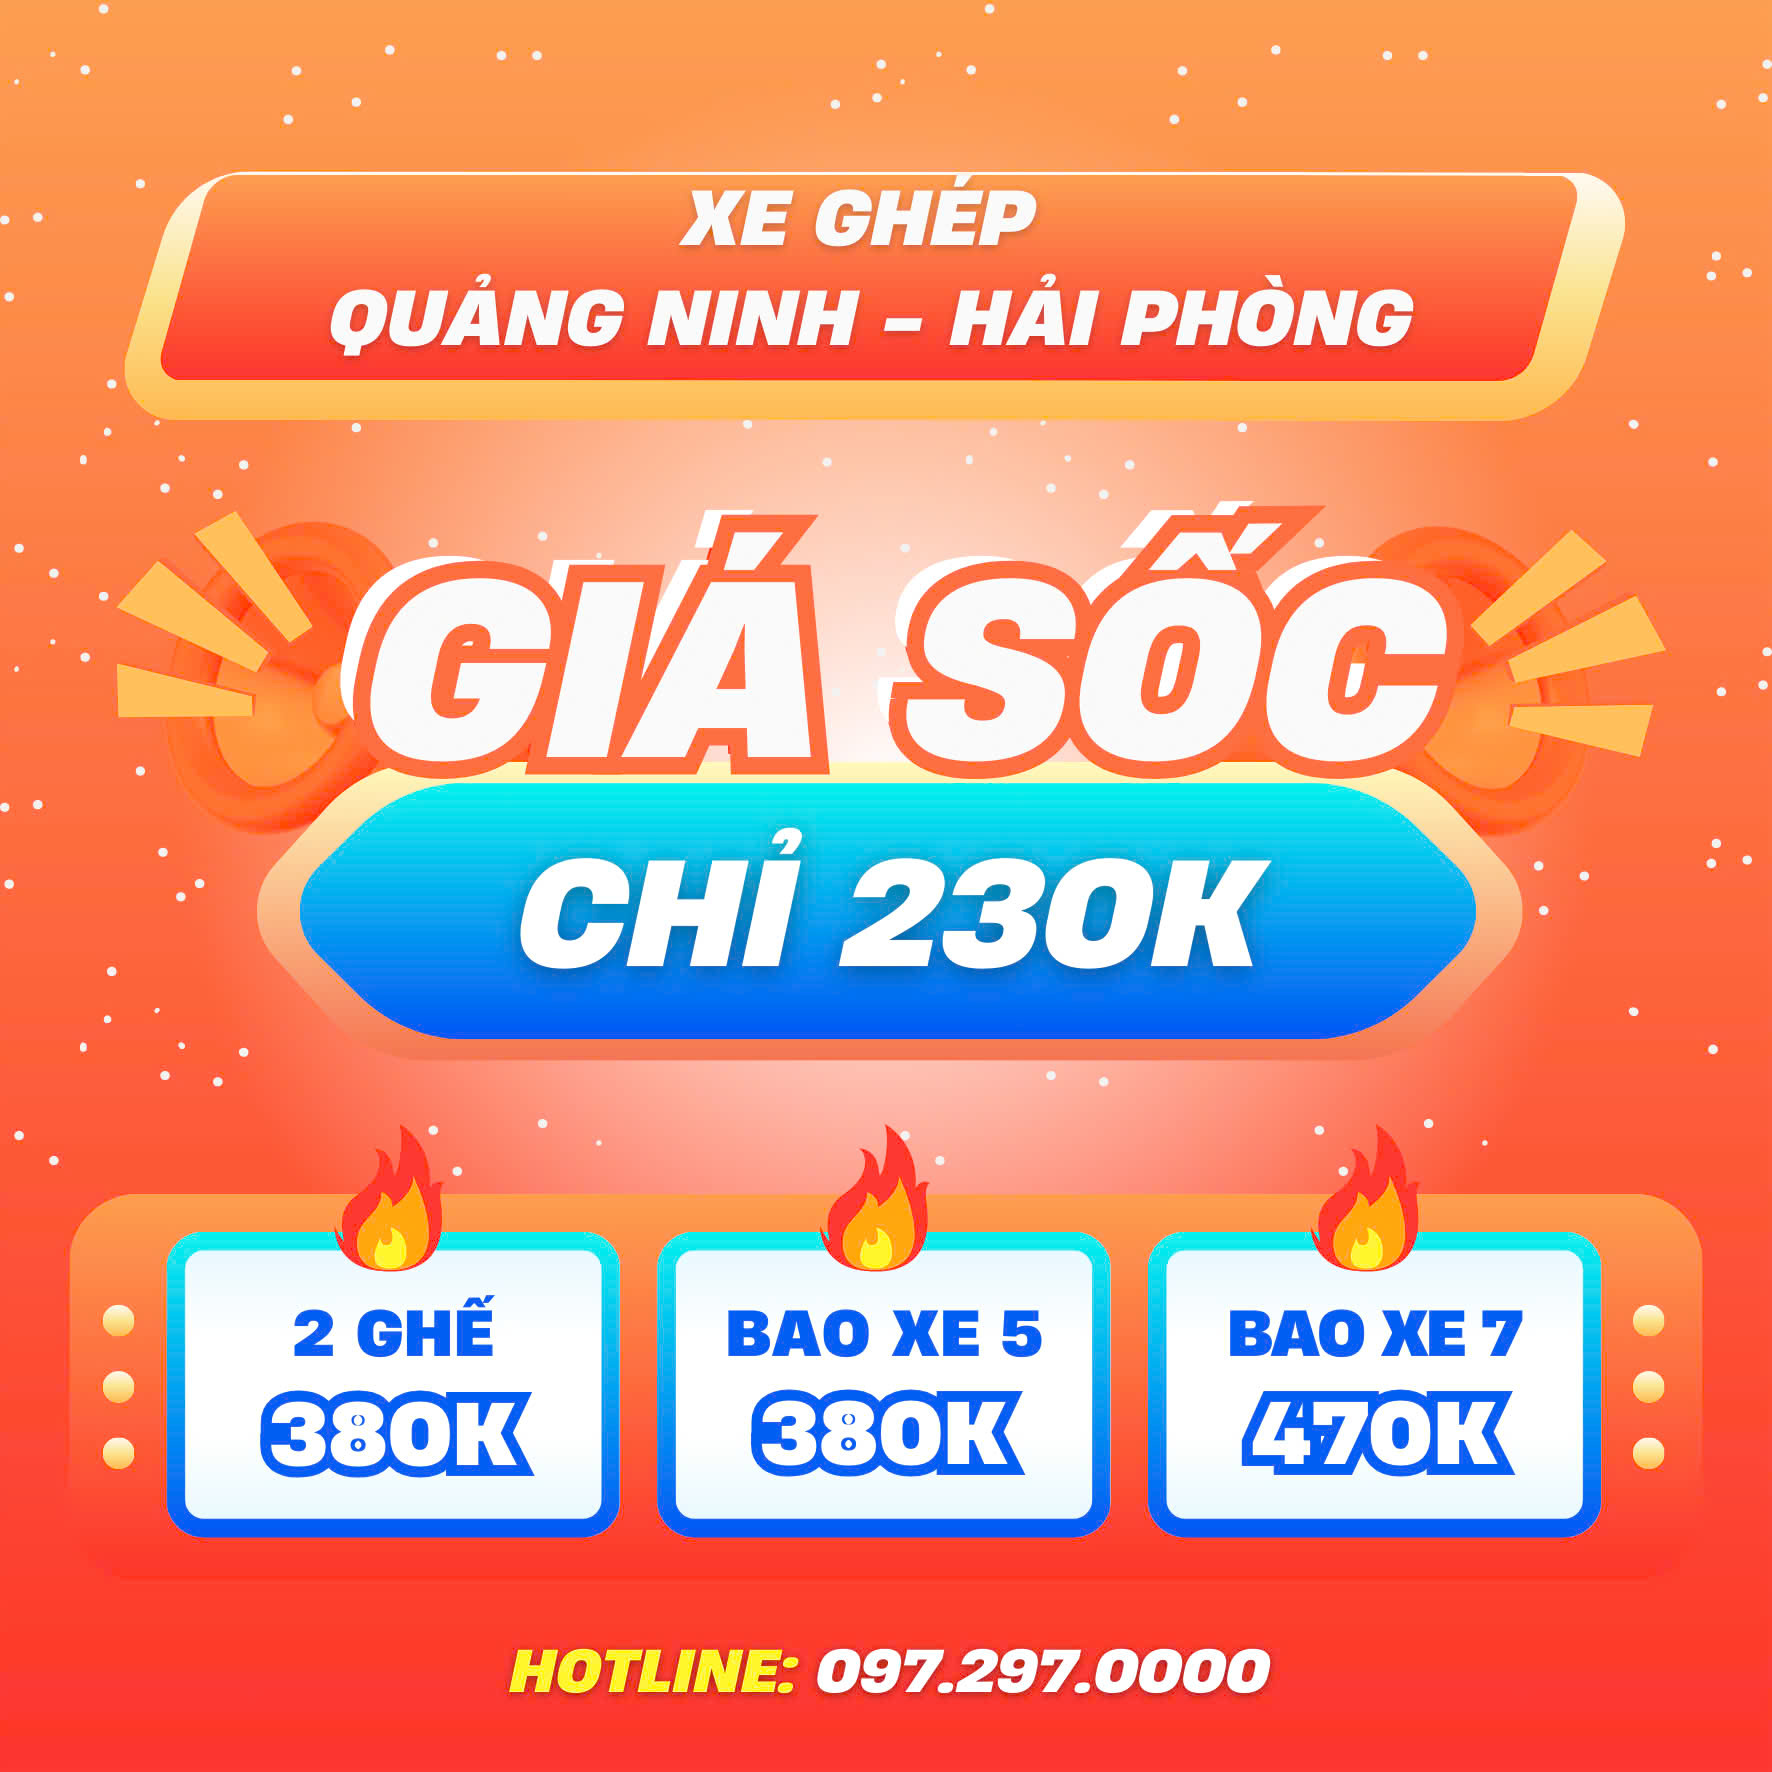 XE GHÉP
QUẢNG NINH – HẢI PHÒNG
GIÁ SỐC
CHỈ 230K
2 GHẾ
380K
BAO XE 5
380K
BAO XE 7
470K
HOTLINE: 097.297.0000